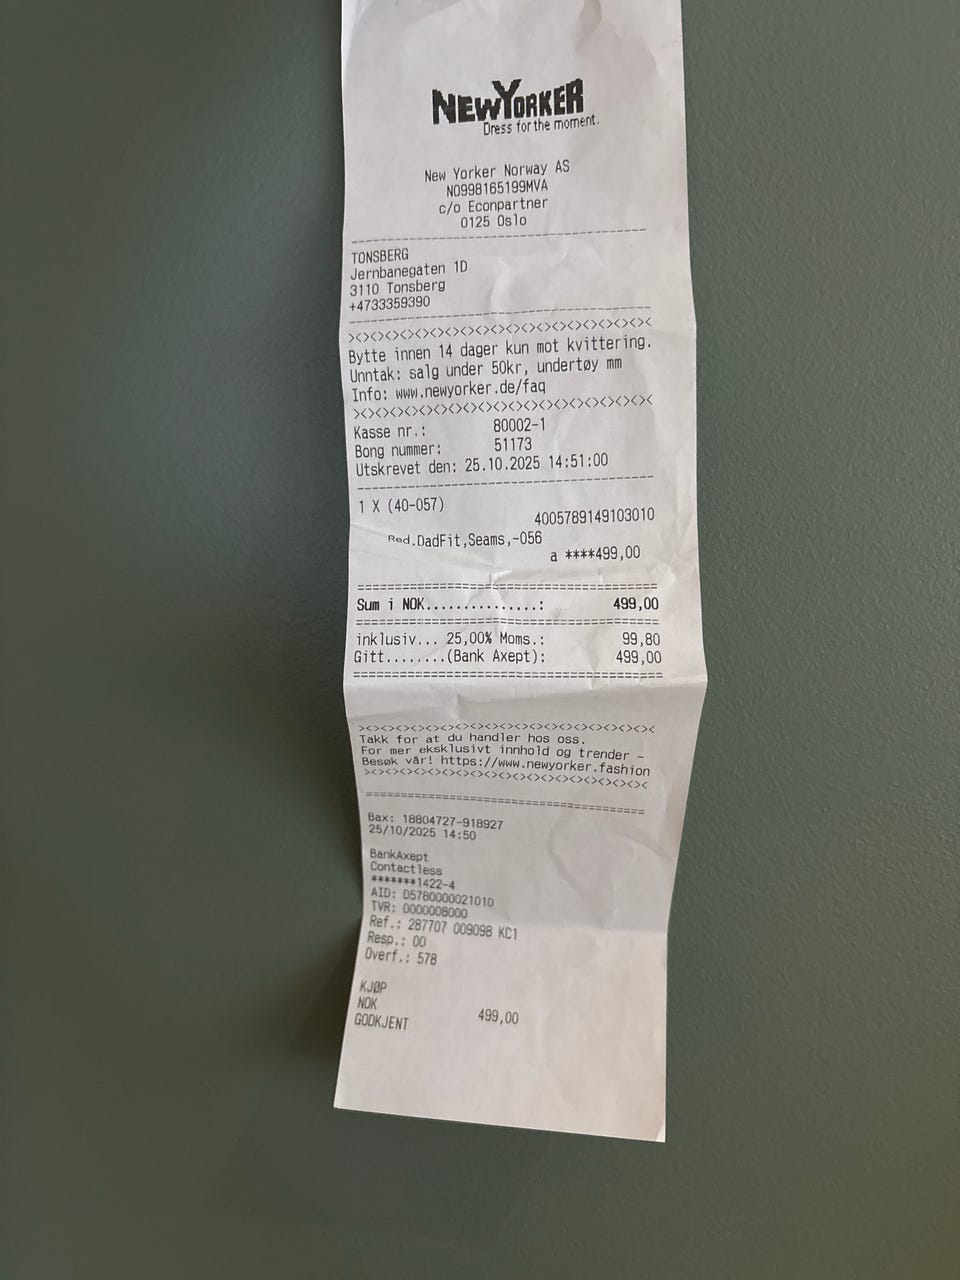 NEWYORKER
Dress for the moment.
New Yorker Norway AS
NO998165199MVA
c/o Econpartner
0125 Oslo
--------------------------------
TONSBERG
Jernbanegaten 1D
3110 Tonsberg
+4733359390
--------------------------------
><><><><><><><><><><><><><><><><><><><><
Bytte innen 14 dager kun mot kvittering.
Unntak: salg under 50kr, undertøy mm
Info: www.newyorker.de/faq
><><><><><><><><><><><><><><><><><><><><
Kasse nr.: 80002-1
Bong nummer: 51173
Utskrevet den: 25.10.2025 14:51:00
--------------------------------
1 X (40-057)
4005789149103010
Red.DadFit,Seams,-056
a ****499,00
========================================
Sum i NOK...............: 499,00
========================================
inklusiv... 25,00% Moms.: 99,80
Gitt........(Bank Axept): 499,00
========================================
><><><><><><><><><><><><><><><><><><><><
Takk for at du handler hos oss.
For mer eksklusivt innhold og trender -
Besøk vår! https://www.newyorker.fashion
><><><><><><><><><><><><><><><><><><><><
========================================
Bax: 18804727-918927
25/10/2025 14:50
BankAxept
Contactless
*******1422-4
AID: D5780000021010
TVR: 0000008000
Ref.: 287707 009098 KC1
Resp.: 00
Overf.: 578
KJØP
NOK 499,00
GODKJENT